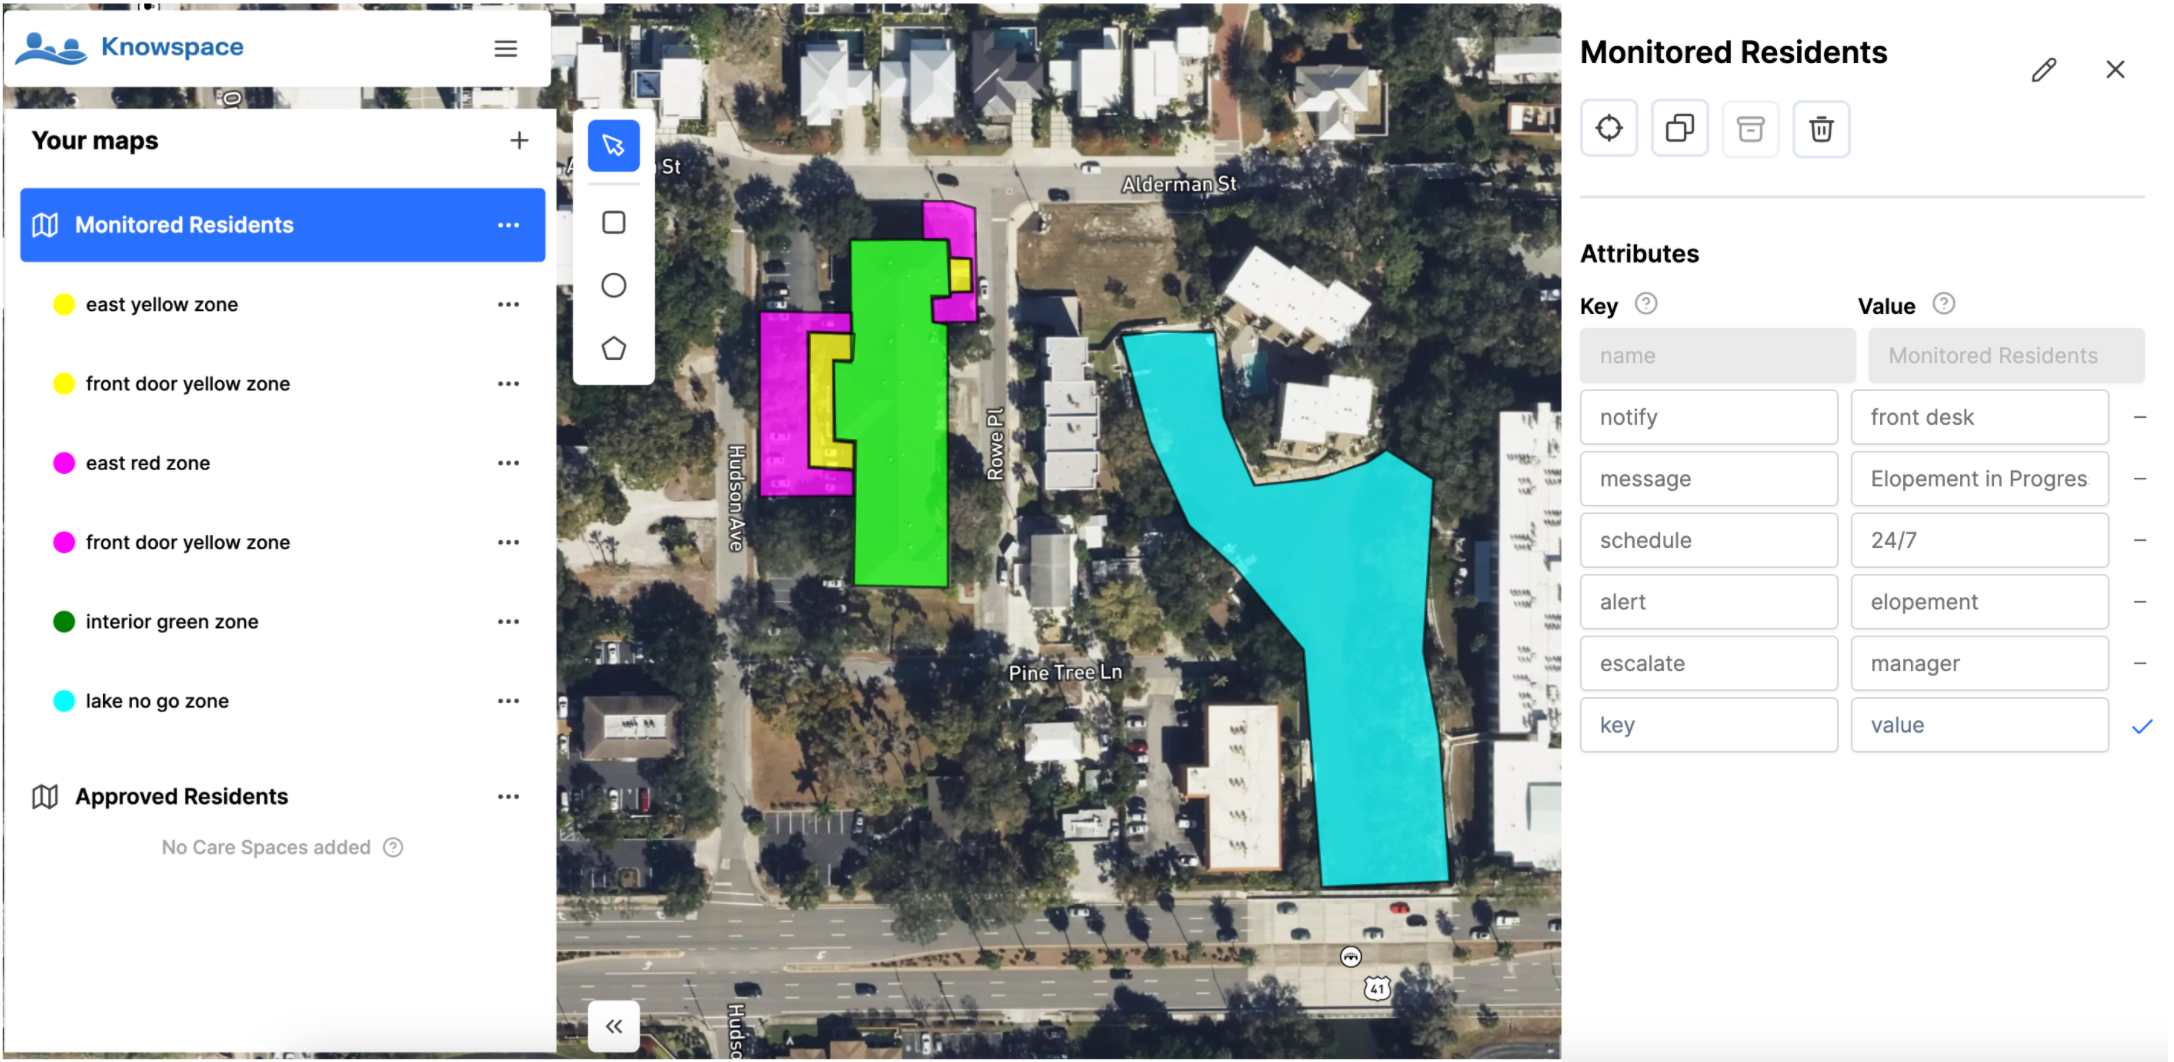 Knowspace
Your maps
Monitored Residents
east yellow zone
front door yellow zone
east red zone
front door yellow zone
interior green zone
lake no go zone
Approved Residents
No Care Spaces added
St
Alderman St
Hudson Ave
Rowe Pl
Pine Tree Ln
41
Hudso
Monitored Residents
Attributes
Key
Value
name Monitored Residents
notify front desk
message Elopement in Progres
schedule 24/7
alert elopement
escalate manager
key value